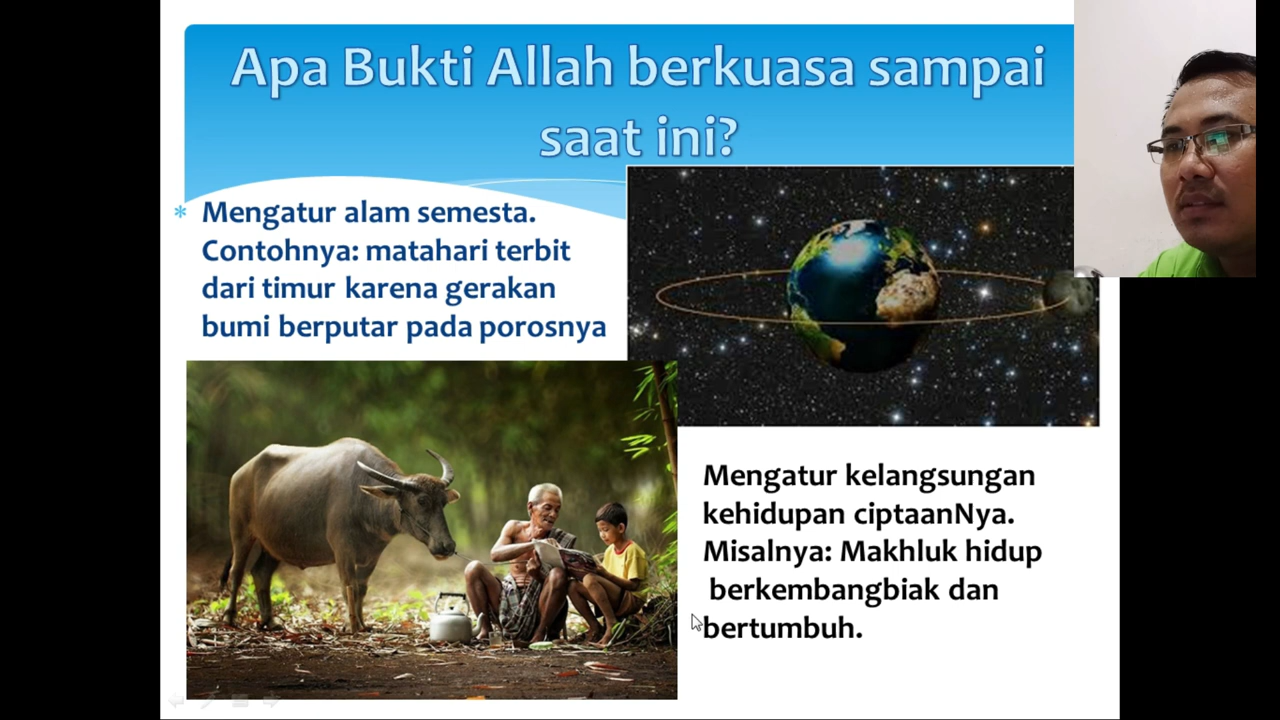 Apa Bukti Allah berkuasa sampai
saat ini?
Mengatur alam semesta.
Contohnya: matahari terbit
dari timur karena gerakan
bumi berputar pada porosnya
Mengatur kelangsungan
kehidupan ciptaanNya.
Misalnya: Makhluk hidup
berkembangbiak dan
bertumbuh.